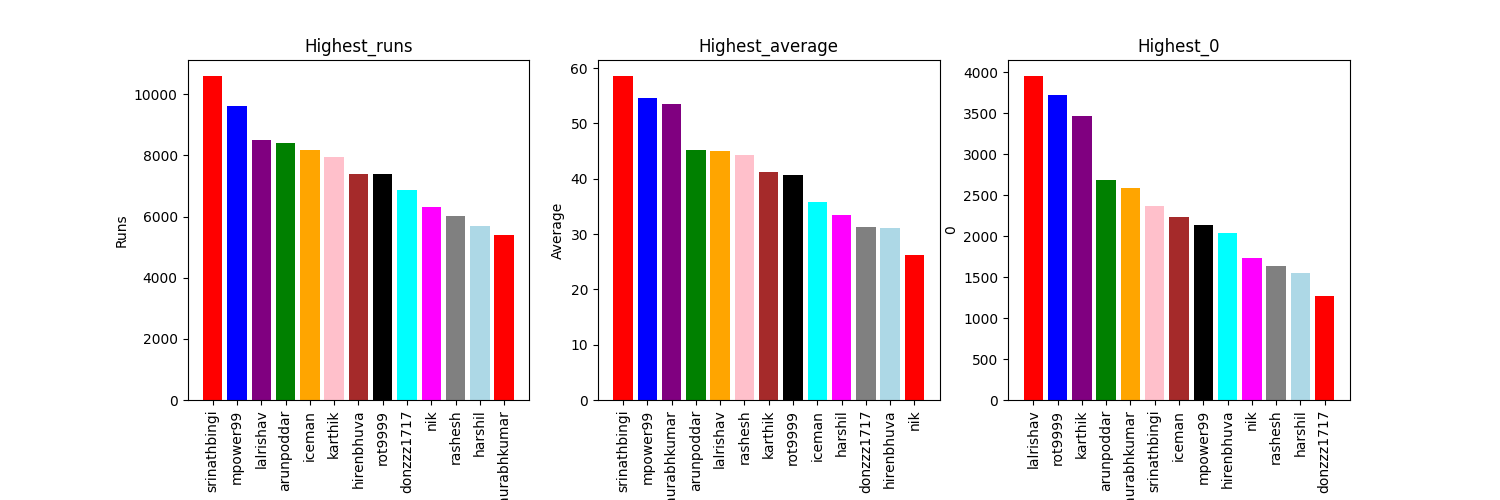 Highest_runs
Runs
10000
8000
6000
4000
2000
0
srinathbingi
mpower99
lalrishav
arunpoddar
iceman
karthik
hirenbhuva
rot9999
donzzz1717
nik
rashesh
harshil
urabhkumar
Highest_average
Average
60
50
40
30
20
10
0
srinathbingi
mpower99
urabhkumar
arunpoddar
lalrishav
rashesh
karthik
rot9999
iceman
harshil
donzzz1717
hirenbhuva
nik
Highest_0
0
4000
3500
3000
2500
2000
1500
1000
500
0
lalrishav
rot9999
karthik
arunpoddar
urabhkumar
srinathbingi
iceman
mpower99
hirenbhuva
nik
rashesh
harshil
donzzz1717